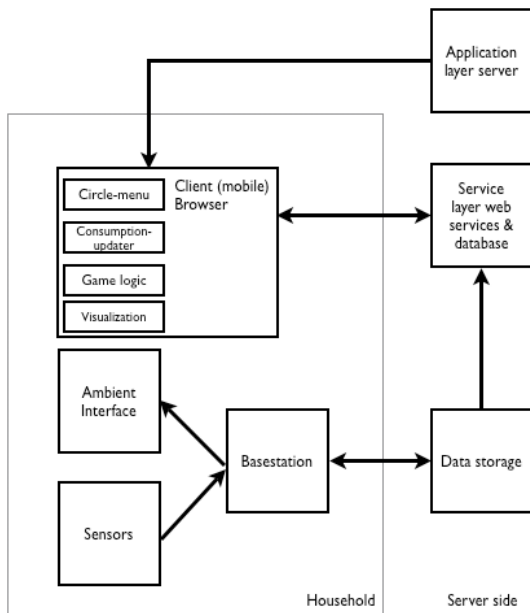 Application
layer server
Client (mobile)
Browser
Circle-menu
Consumption-
updater
Game logic
Visualization
Service
layer web
services &
database
Ambient
Interface
Basestation
Data storage
Sensors
Household
Server side